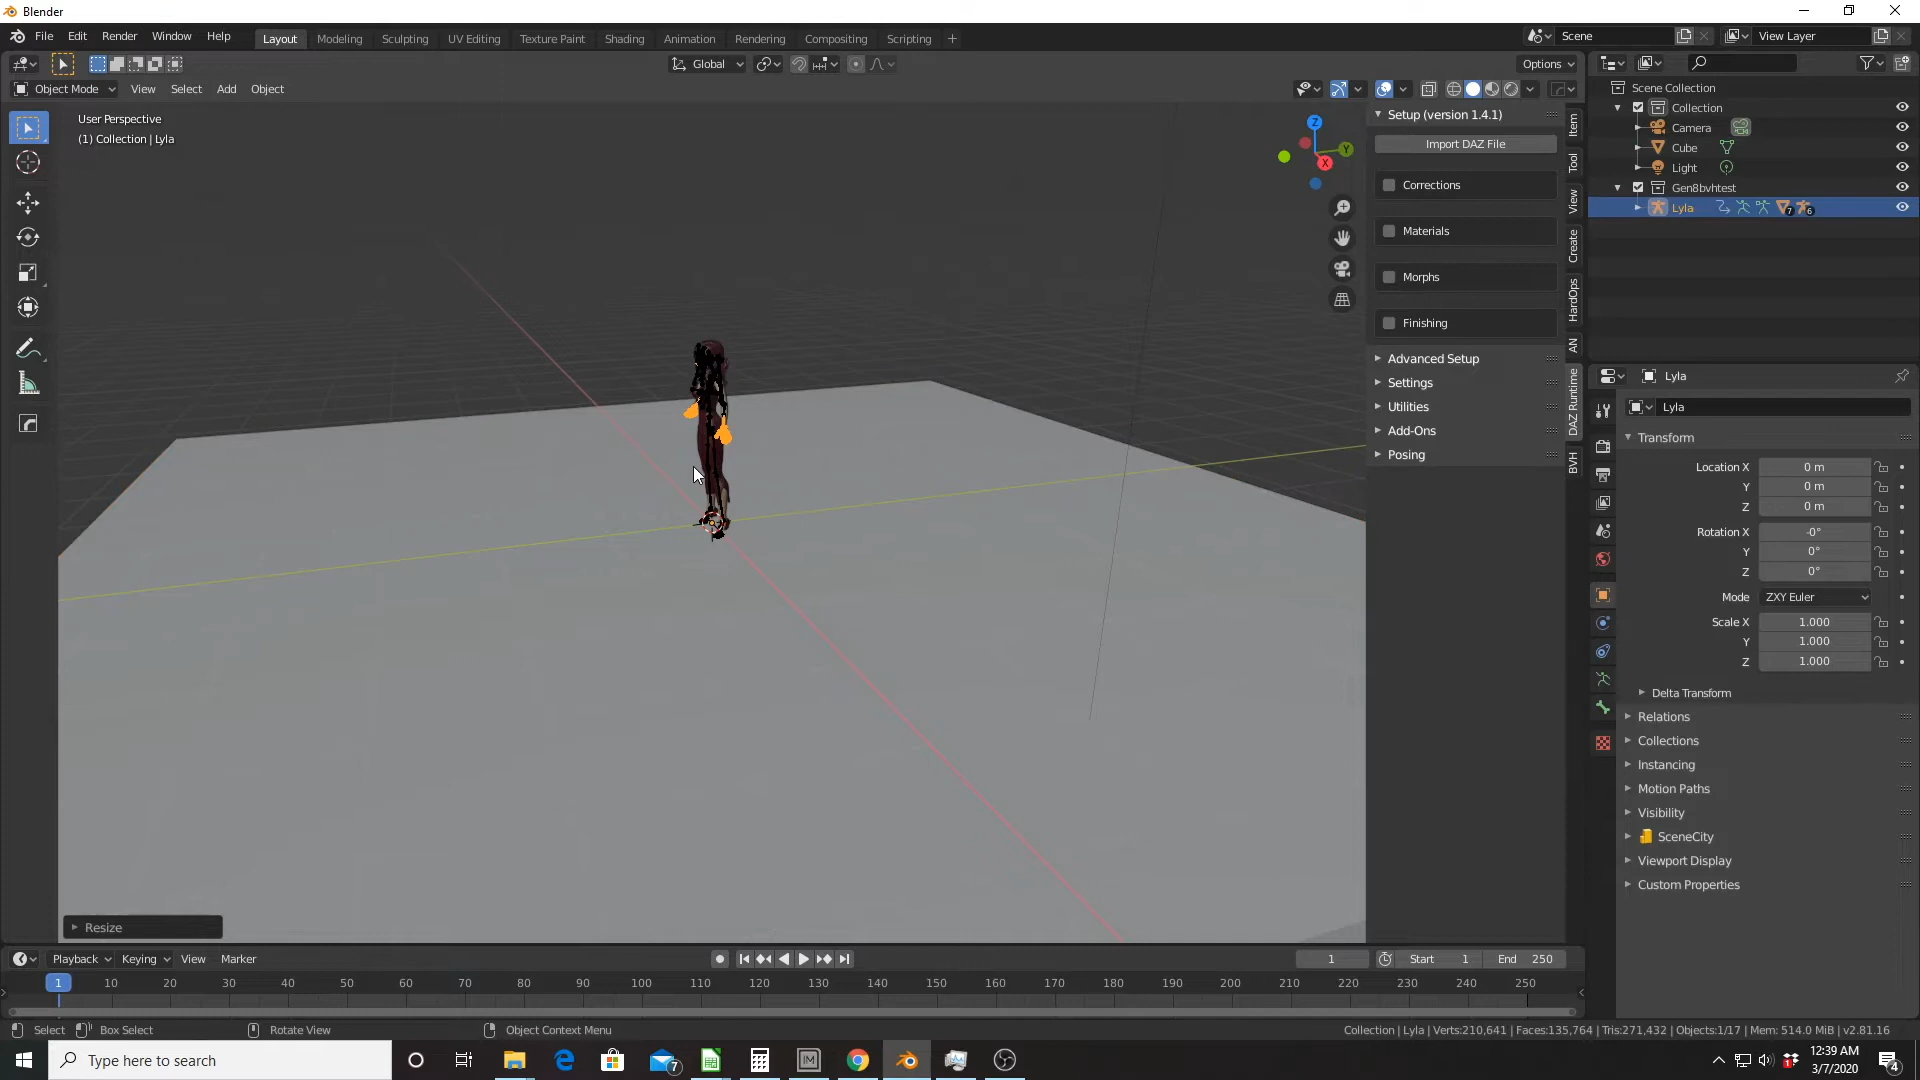 Blender
File Edit Render Window Help
Layout Modeling Sculpting UV Editing Texture Paint Shading Animation Rendering Compositing Scripting
Scene
View Layer
Global
Options
Object Mode View Select Add Object
User Perspective
(1) Collection | Lyla
Z
Y
X
Setup (version 1.4.1)
Import DAZ File
Corrections
Materials
Morphs
Finishing
Advanced Setup
Settings
Utilities
Add-Ons
Posing
Item
Tool
View
Create
HardOps
AN
DAZ Runtime
BVH
Scene Collection
Collection
Camera
Cube
Light
Gen8bvhtest
Lyla
7
6
Lyla
Lyla
Transform
Location X 0 m
Y 0 m
Z 0 m
Rotation X -0°
Y 0°
Z 0°
Mode ZXY Euler
Scale X 1.000
Y 1.000
Z 1.000
Delta Transform
Relations
Collections
Instancing
Motion Paths
Visibility
SceneCity
Viewport Display
Custom Properties
Resize
Playback Keying View Marker
1 Start 1 End 250
1 10 20 30 40 50 60 70 80 90 100 110 120 130 140 150 160 170 180 190 200 210 220 230 240 250
Select Box Select Rotate View Object Context Menu
Collection | Lyla | Verts:210,641 | Faces:135,764 | Tris:271,432 | Objects:1/17 | Mem: 514.0 MiB | v2.81.16
Type here to search
7
IM
1
12:39 AM
3/7/2020
4